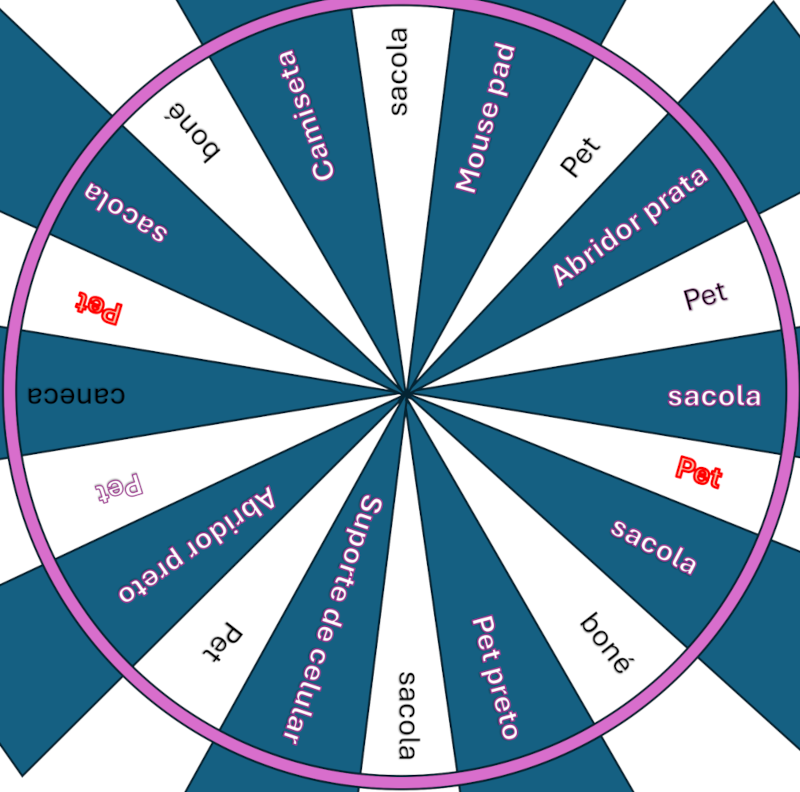 sacola
Mouse pad
Pet
Abridor prata
Pet
sacola
Pet
sacola
boné
Pet preto
sacola
Suporte de celular
Pet
Abridor preto
Pet
caneca
Pet
sacola
boné
Camiseta